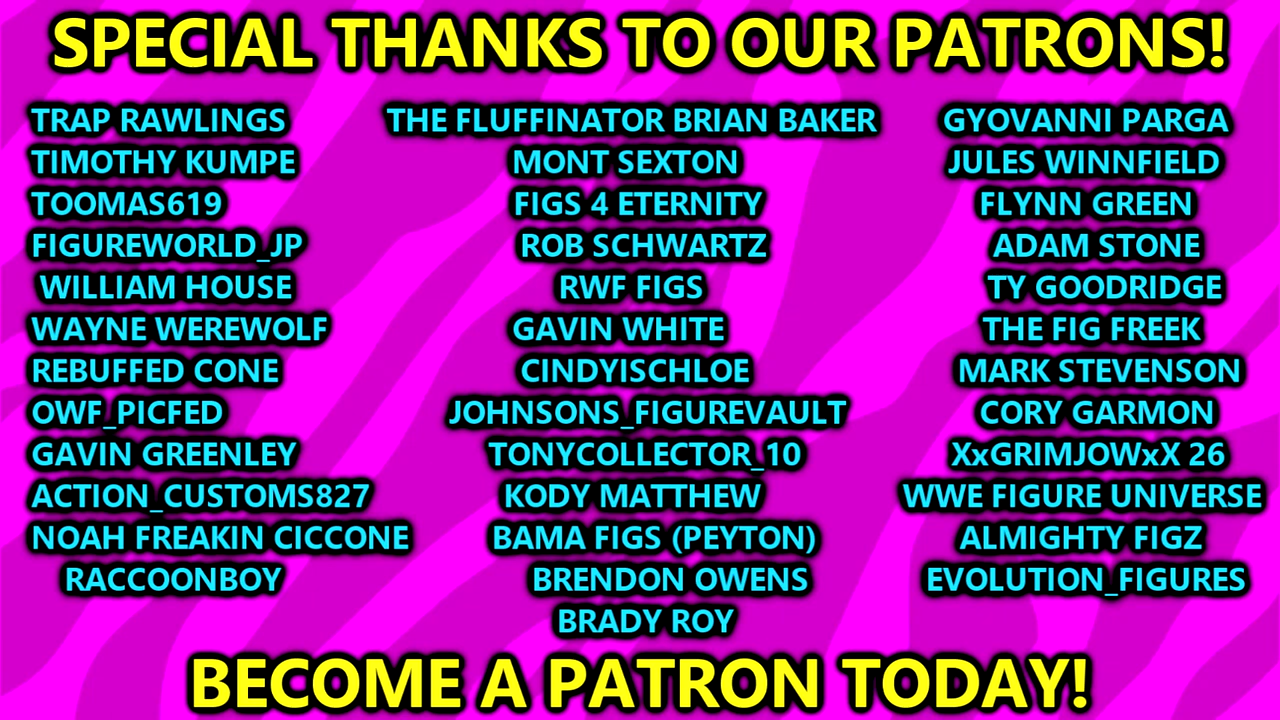 SPECIAL THANKS TO OUR PATRONS!
TRAP RAWLINGS
TIMOTHY KUMPE
TOOMAS619
FIGUREWORLD_JP
WILLIAM HOUSE
WAYNE WEREWOLF
REBUFFED CONE
OWF_PICFED
GAVIN GREENLEY
ACTION_CUSTOMS827
NOAH FREAKIN CICCONE
RACCOONBOY
THE FLUFFINATOR BRIAN BAKER
MONT SEXTON
FIGS 4 ETERNITY
ROB SCHWARTZ
RWF FIGS
GAVIN WHITE
CINDYISCHLOE
JOHNSONS_FIGUREVAULT
TONYCOLLECTOR_10
KODY MATTHEW
BAMA FIGS (PEYTON)
BRENDON OWENS
BRADY ROY
GYOVANNI PARGA
JULES WINNFIELD
FLYNN GREEN
ADAM STONE
TY GOODRIDGE
THE FIG FREEK
MARK STEVENSON
CORY GARMON
XxGRIMJOWxX 26
WWE FIGURE UNIVERSE
ALMIGHTY FIGZ
EVOLUTION_FIGURES
BECOME A PATRON TODAY!